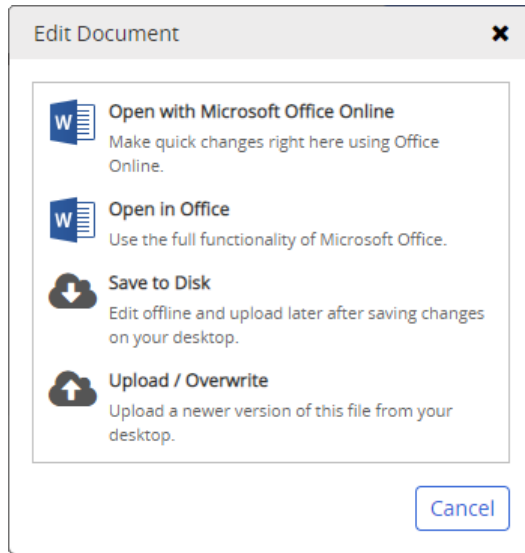 Edit Document
Open with Microsoft Office Online
Make quick changes right here using Office
Online.
Open in Office
Use the full functionality of Microsoft Office.
Save to Disk
Edit offline and upload later after saving changes
on your desktop.
Upload / Overwrite
Upload a newer version of this file from your
desktop.
Cancel